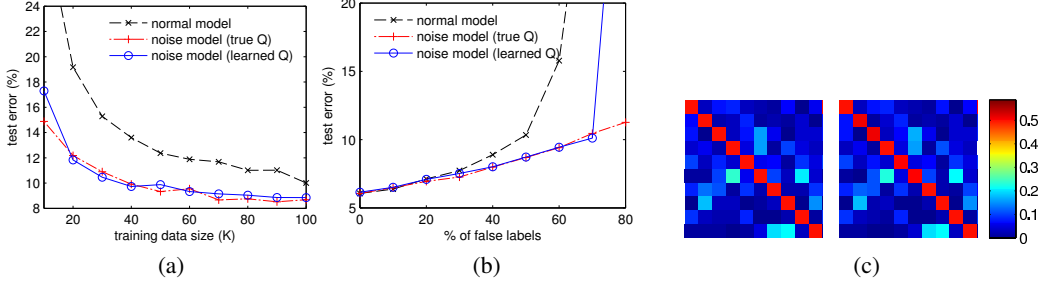 24
22
20
18
16
14
12
10
8
test error (%)
20 40 60 80 100
training data size (K)
normal model
noise model (true Q)
noise model (learned Q)
(a)
20
15
10
5
test error (%)
0 20 40 60 80
% of false labels
normal model
noise model (true Q)
noise model (learned Q)
(b)
0.5
0.4
0.3
0.2
0.1
0
(c)